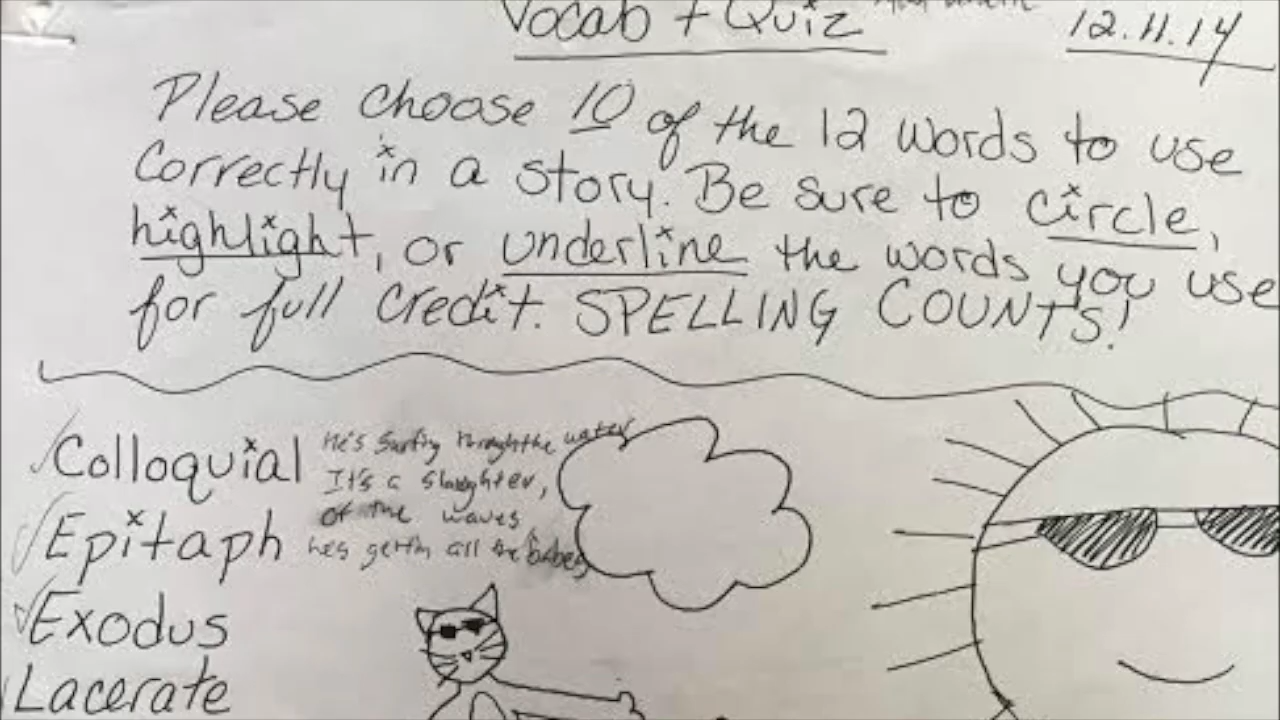 Vocab + Quiz
12.11.14
Please choose 10 of the 12 words to use
correctly in a story. Be sure to circle,
highlight, or underline the words you use
for full credit. SPELLING COUNTS!
Colloquial
He's surfing through the water
It's a slaughter,
of the waves
he's gettin all the babes
Epitaph
Exodus
Lacerate